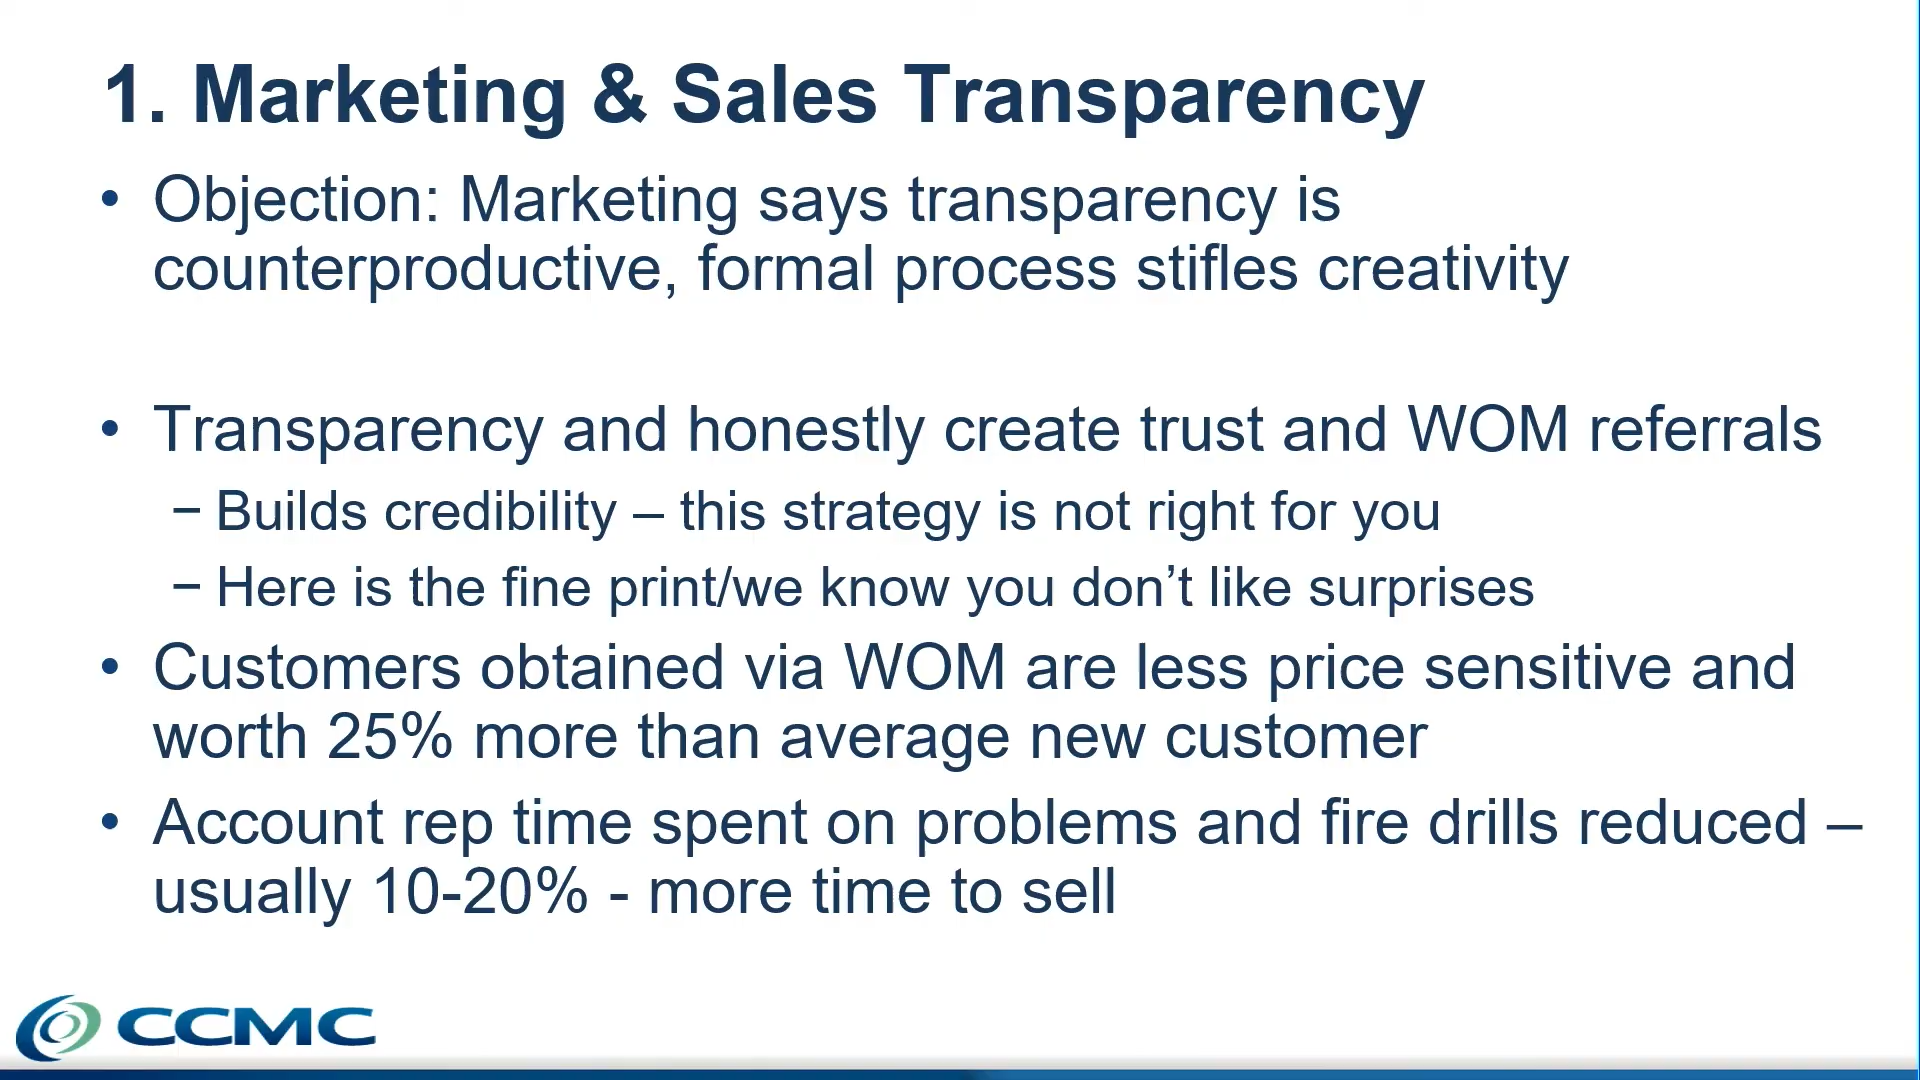 1. Marketing & Sales Transparency
• Objection: Marketing says transparency is
counterproductive, formal process stifles creativity
• Transparency and honestly create trust and WOM referrals
− Builds credibility – this strategy is not right for you
− Here is the fine print/we know you don’t like surprises
• Customers obtained via WOM are less price sensitive and
worth 25% more than average new customer
• Account rep time spent on problems and fire drills reduced –
usually 10-20% - more time to sell
CCMC